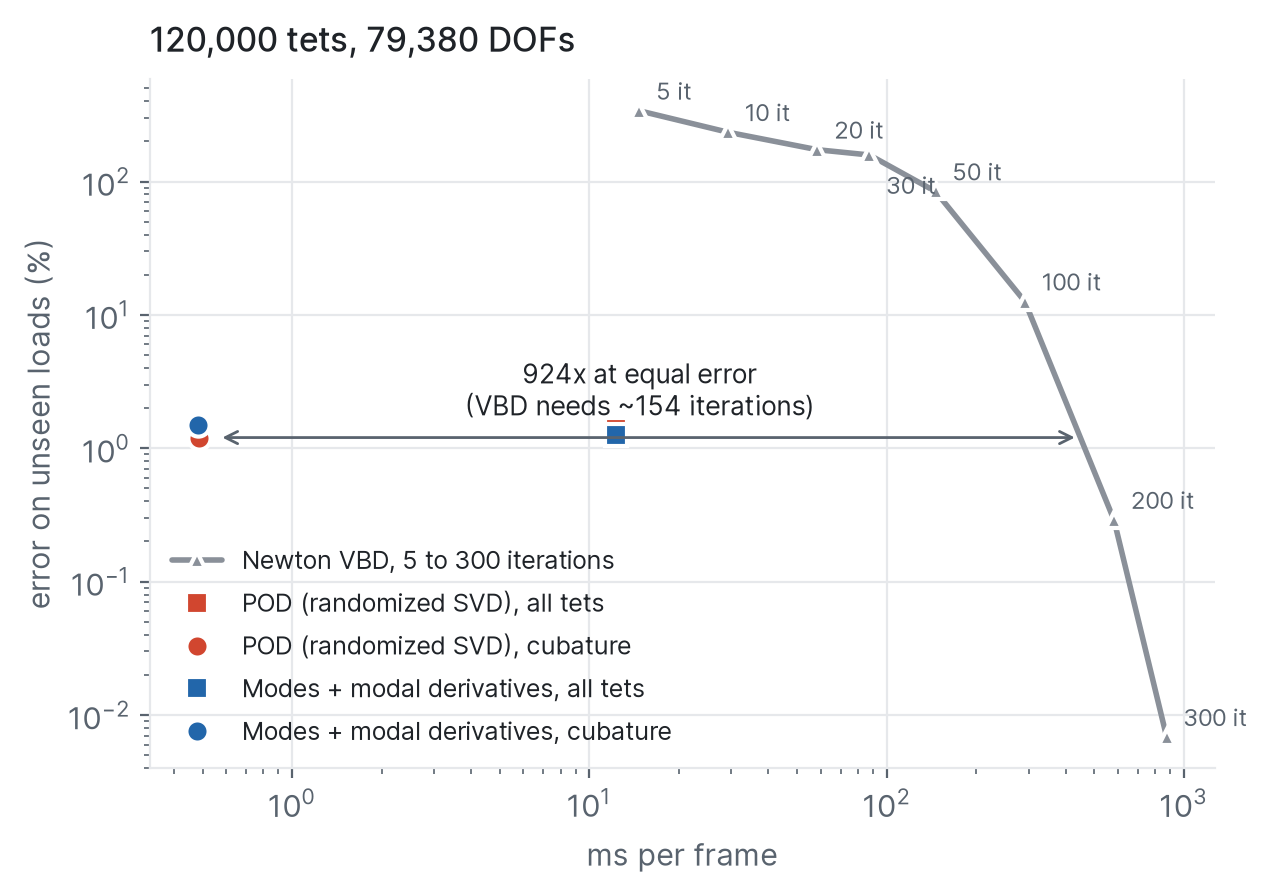 120,000 tets, 79,380 DOFs
5 it
10 it
20 it
30 it
50 it
100 it
200 it
300 it
924x at equal error
(VBD needs ~154 iterations)
error on unseen loads (%)
10²
10¹
10⁰
10⁻¹
10⁻²
Newton VBD, 5 to 300 iterations
POD (randomized SVD), all tets
POD (randomized SVD), cubature
Modes + modal derivatives, all tets
Modes + modal derivatives, cubature
10⁰ 10¹ 10² 10³
ms per frame